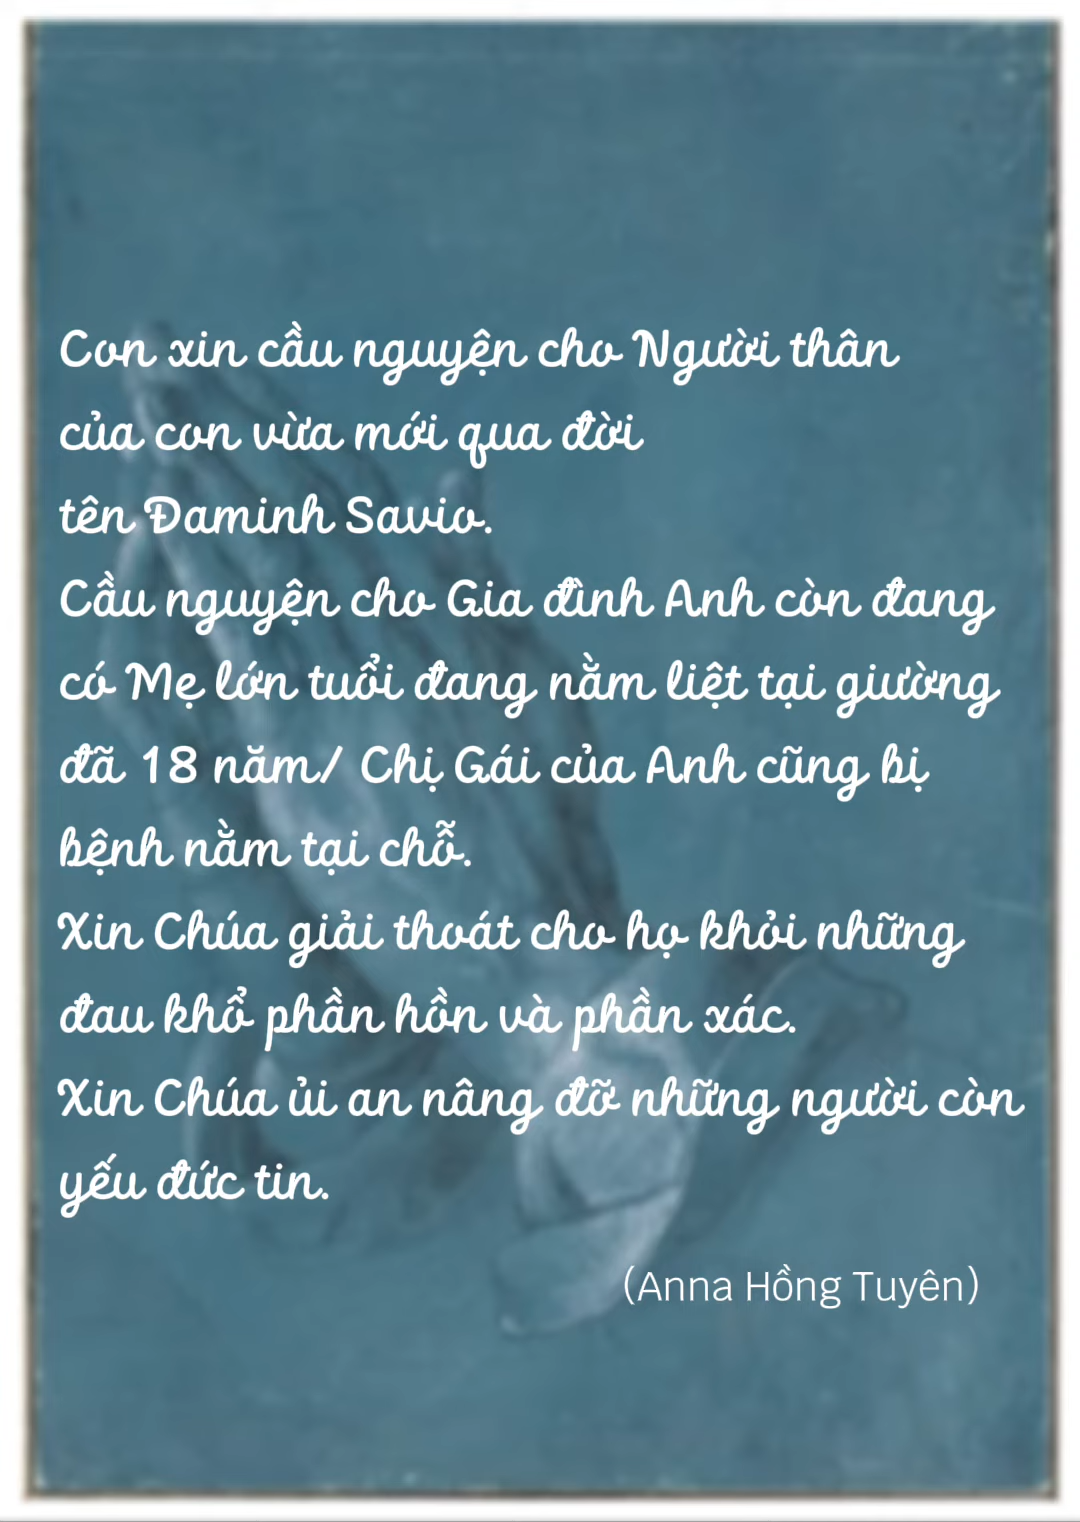 Con xin cầu nguyện cho Người thân
của con vừa mới qua đời
tên Đaminh Savio.
Cầu nguyện cho Gia đình Anh còn đang
có Mẹ lớn tuổi đang nằm liệt tại giường
đã 18 năm/ Chị Gái của Anh cũng bị
bệnh nằm tại chỗ.
Xin Chúa giải thoát cho họ khỏi những
đau khổ phần hồn và phần xác.
Xin Chúa ủi an nâng đỡ những người còn
yếu đức tin.
(Anna Hồng Tuyên)